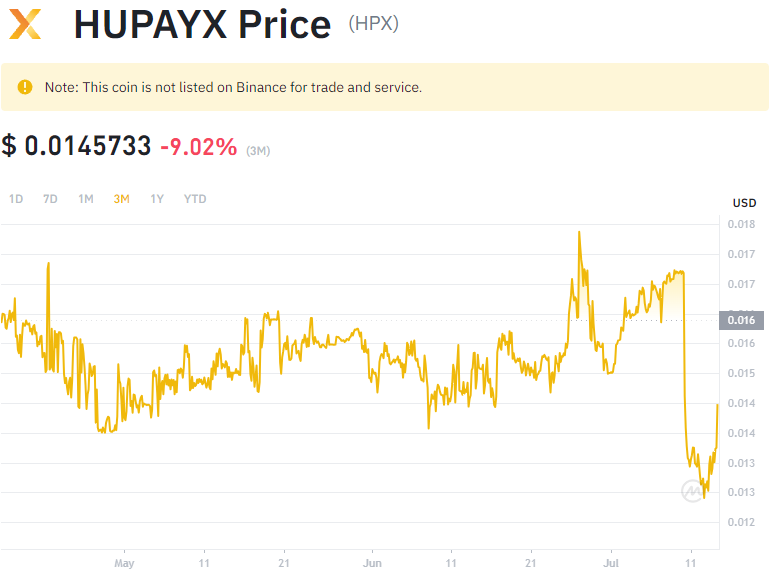 HUPAYX Price (HPX)
Note: This coin is not listed on Binance for trade and service.
$ 0.0145733 -9.02% (3M)
1D 7D 1M 3M 1Y YTD
USD
0.018
0.017
0.017
0.016
0.016
0.015
0.015
0.014
0.014
0.013
0.013
0.012
May 11 21 Jun 11 21 Jul 11